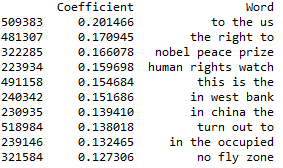 Coefficient Word
509383 0.201466 to the us
481307 0.170945 the right to
322285 0.166078 nobel peace prize
223934 0.159698 human rights watch
491158 0.154684 this is the
240342 0.151686 in west bank
230935 0.139410 in china the
518984 0.138018 turn out to
239146 0.132465 in the occupied
321584 0.127306 no fly zone